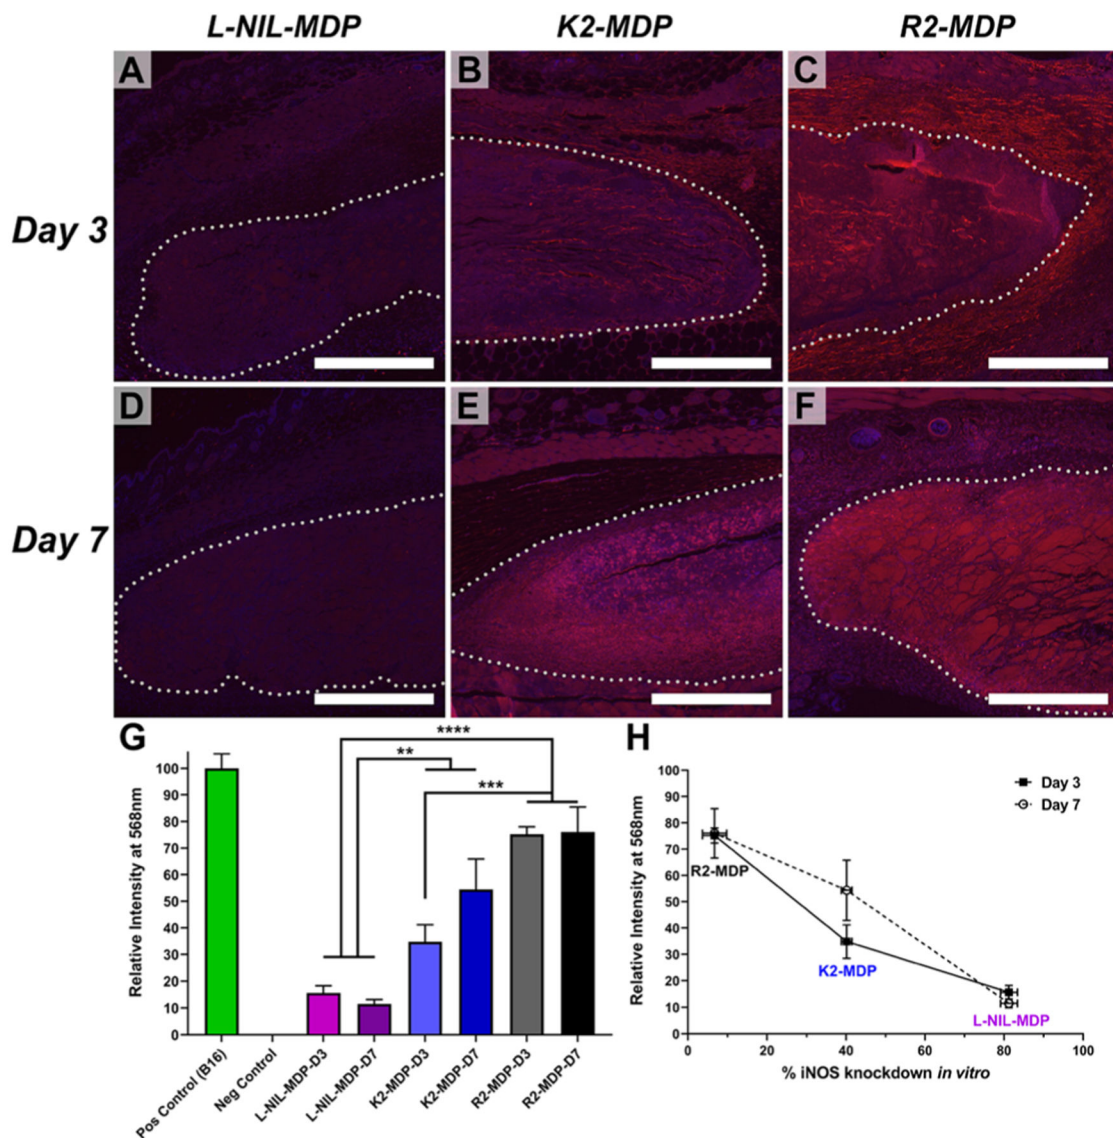 L-NIL-MDP K2-MDP R2-MDP
Day 3
A B C
Day 7
D E F
G
Relative Intensity at 568nm
100
90
80
70
60
50
40
30
20
10
0
****
**
***
Pos Control (B16)
Neg Control
L-NIL-MDP-D3
L-NIL-MDP-D7
K2-MDP-D3
K2-MDP-D7
R2-MDP-D3
R2-MDP-D7
H
Relative Intensity at 568nm
100
90
80
70
60
50
40
30
20
10
0
Day 3
Day 7
R2-MDP
K2-MDP
L-NIL-MDP
0 20 40 60 80 100
% iNOS knockdown in vitro